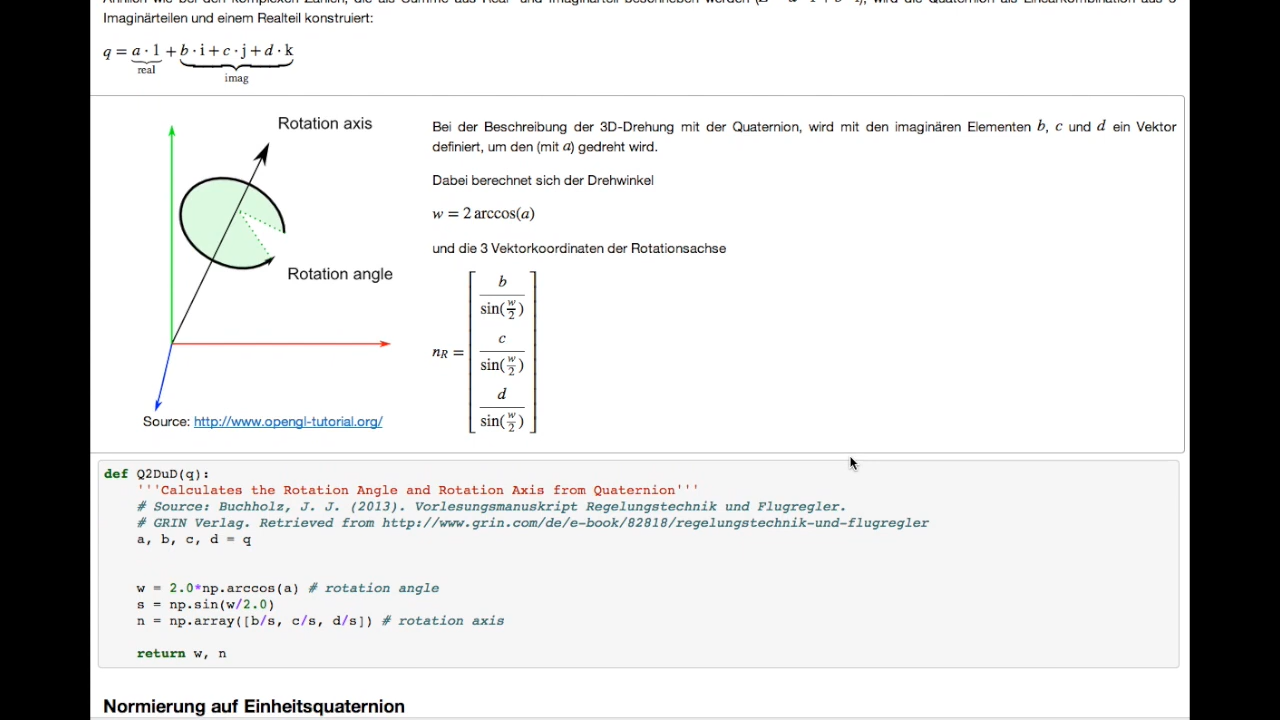 Imaginärteilen und einem Realteil konstruiert:
q = a · 1 + b · i + c · j + d · k
real
imag
Rotation axis
Rotation angle
Source: http://www.opengl-tutorial.org/
Bei der Beschreibung der 3D-Drehung mit der Quaternion, wird mit den imaginären Elementen b, c und d ein Vektor
definiert, um den (mit a) gedreht wird.
Dabei berechnet sich der Drehwinkel
w = 2 arccos(a)
und die 3 Vektorkoordinaten der Rotationsachse
b
sin(w/2)
c
n_R =
sin(w/2)
d
sin(w/2)
def Q2DuD(q):
'''Calculates the Rotation Angle and Rotation Axis from Quaternion'''
# Source: Buchholz, J. J. (2013). Vorlesungsmanuskript Regelungstechnik und Flugregler.
# GRIN Verlag. Retrieved from http://www.grin.com/de/e-book/82818/regelungstechnik-und-flugregler
a, b, c, d = q
w = 2.0*np.arccos(a) # rotation angle
s = np.sin(w/2.0)
n = np.array([b/s, c/s, d/s]) # rotation axis
return w, n
Normierung auf Einheitsquaternion